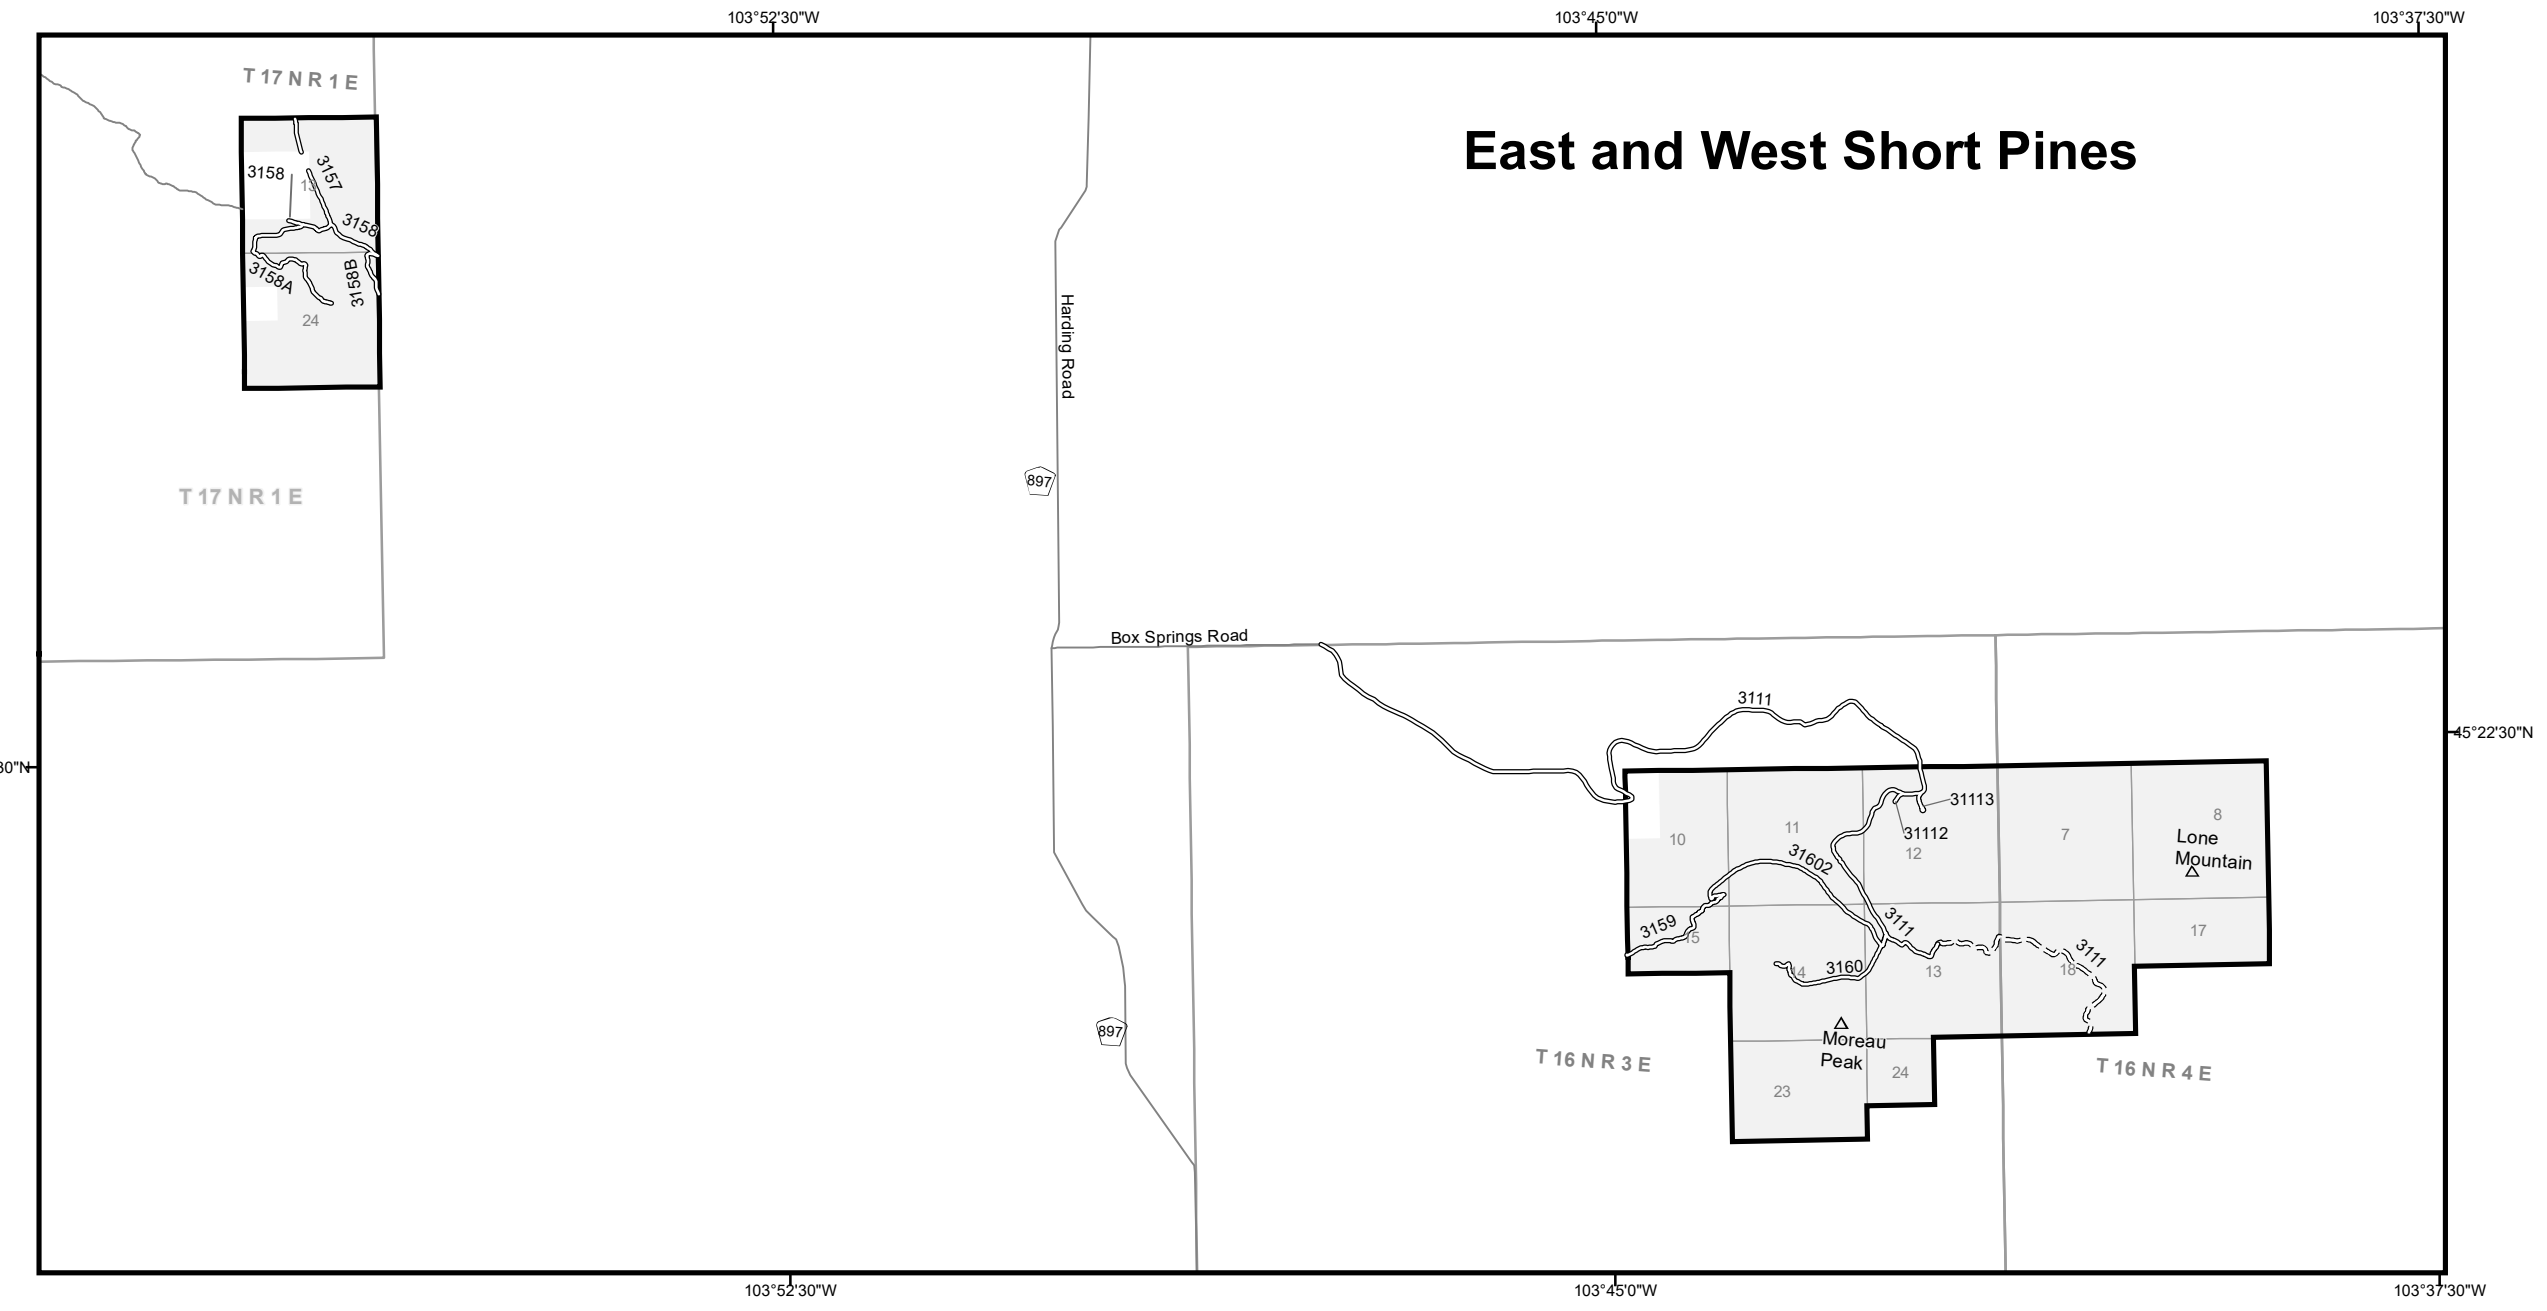 103°52'30"W
103°45'0"W
103°37'30"W
T 17 N R 1 E
East and West Short Pines
3158
3157
13
3158
3158A
3158B
24
Harding Road
897
T 17 N R 1 E
Box Springs Road
3111
45°22'30"N
30"N
31113
8
10
11
31112
12
7
Lone
Mountain
31602
3159
15
3111
17
3111
14
3160
13
18
897
Moreau
Peak
T 16 N R 3 E
T 16 N R 4 E
24
23
103°52'30"W
103°45'0"W
103°37'30"W